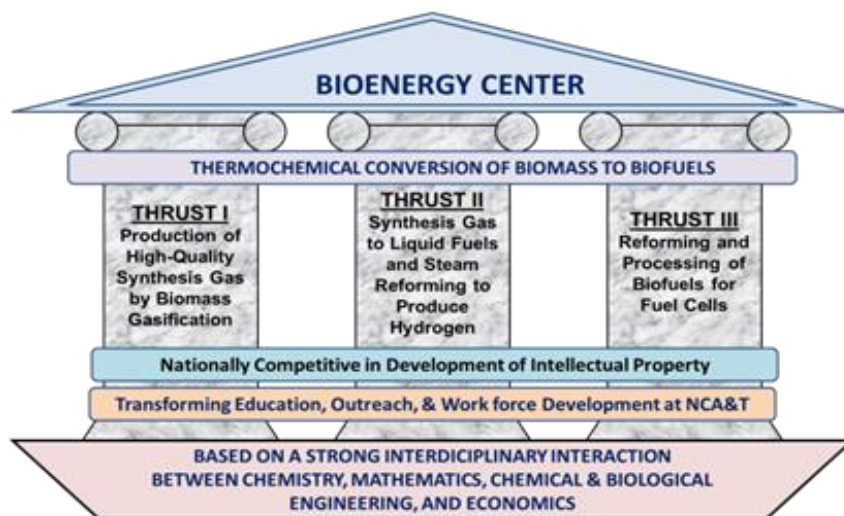 BIOENERGY CENTER
THERMOCHEMICAL CONVERSION OF BIOMASS TO BIOFUELS
THRUST I
Production of
High-Quality
Synthesis Gas
by Biomass
Gasification
THRUST II
Synthesis Gas
to Liquid Fuels
and Steam
Reforming to
Produce
Hydrogen
THRUST III
Reforming and
Processing of
Biofuels for
Fuel Cells
Nationally Competitive in Development of Intellectual Property
Transforming Education, Outreach, & Work force Development at NCA&T
BASED ON A STRONG INTERDICIPLINARY INTERACTION
BETWEEN CHEMISTRY, MATHEMATICS, CHEMICAL & BIOLOGICAL
ENGINEERING, AND ECONOMICS